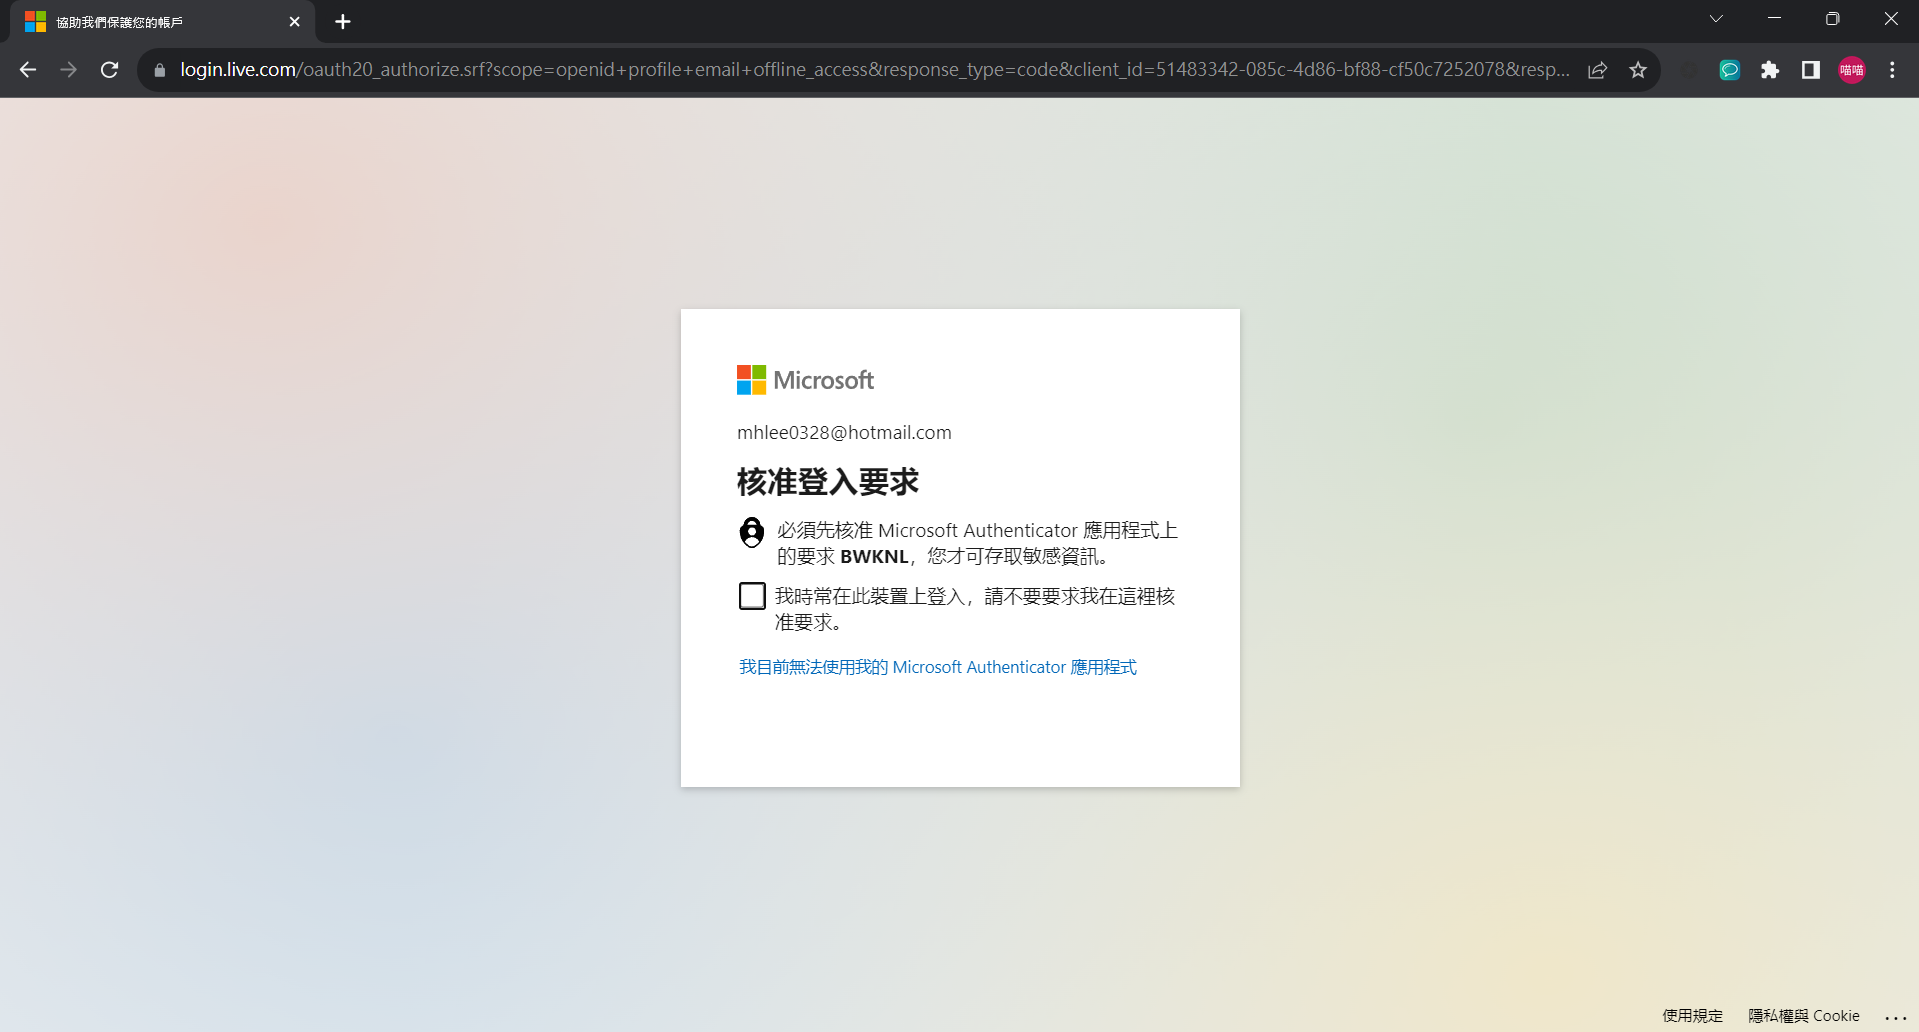 協助我們保護您的帳戶
login.live.com/oauth20_authorize.srf?scope=openid+profile+email+offline_access&response_type=code&client_id=51483342-085c-4d86-bf88-cf50c7252078&resp...
喵喵
Microsoft
mhlee0328@hotmail.com
核准登入要求
必須先核准 Microsoft Authenticator 應用程式上
的要求 BWKNL，您才可存取敏感資訊。
我時常在此裝置上登入，請不要要求我在這裡核
准要求。
我目前無法使用我的 Microsoft Authenticator 應用程式
使用規定 隱私權與 Cookie ...